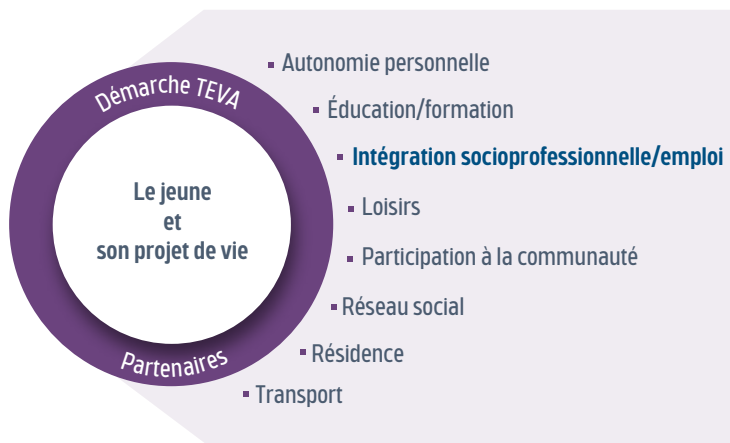 Démarche TEVA
Le jeune
et
son projet de vie
Partenaires
▪ Autonomie personnelle
▪ Éducation/formation
▪ Intégration socioprofessionnelle/emploi
▪ Loisirs
▪ Participation à la communauté
▪ Réseau social
▪ Résidence
▪ Transport